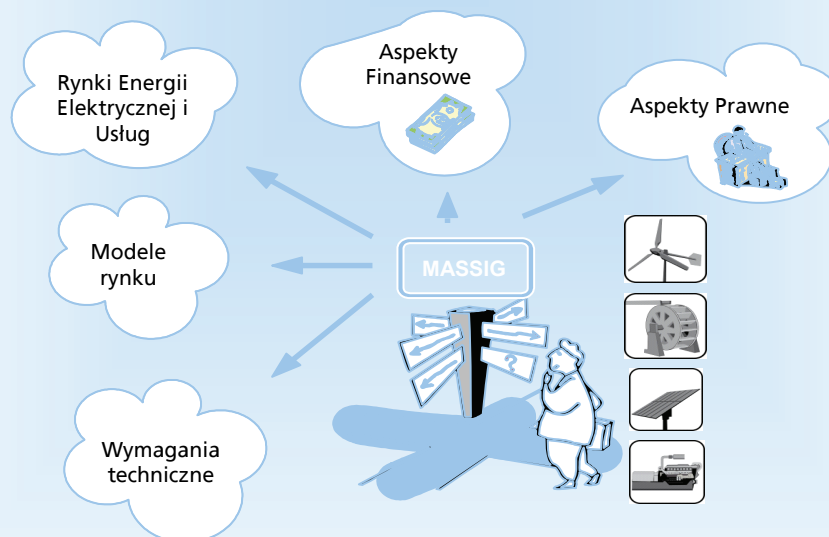 Rynki Energii
Elektrycznej i
Usług
Aspekty
Finansowe
Aspekty Prawne
Modele
rynku
MASSIG
?
Wymagania
techniczne